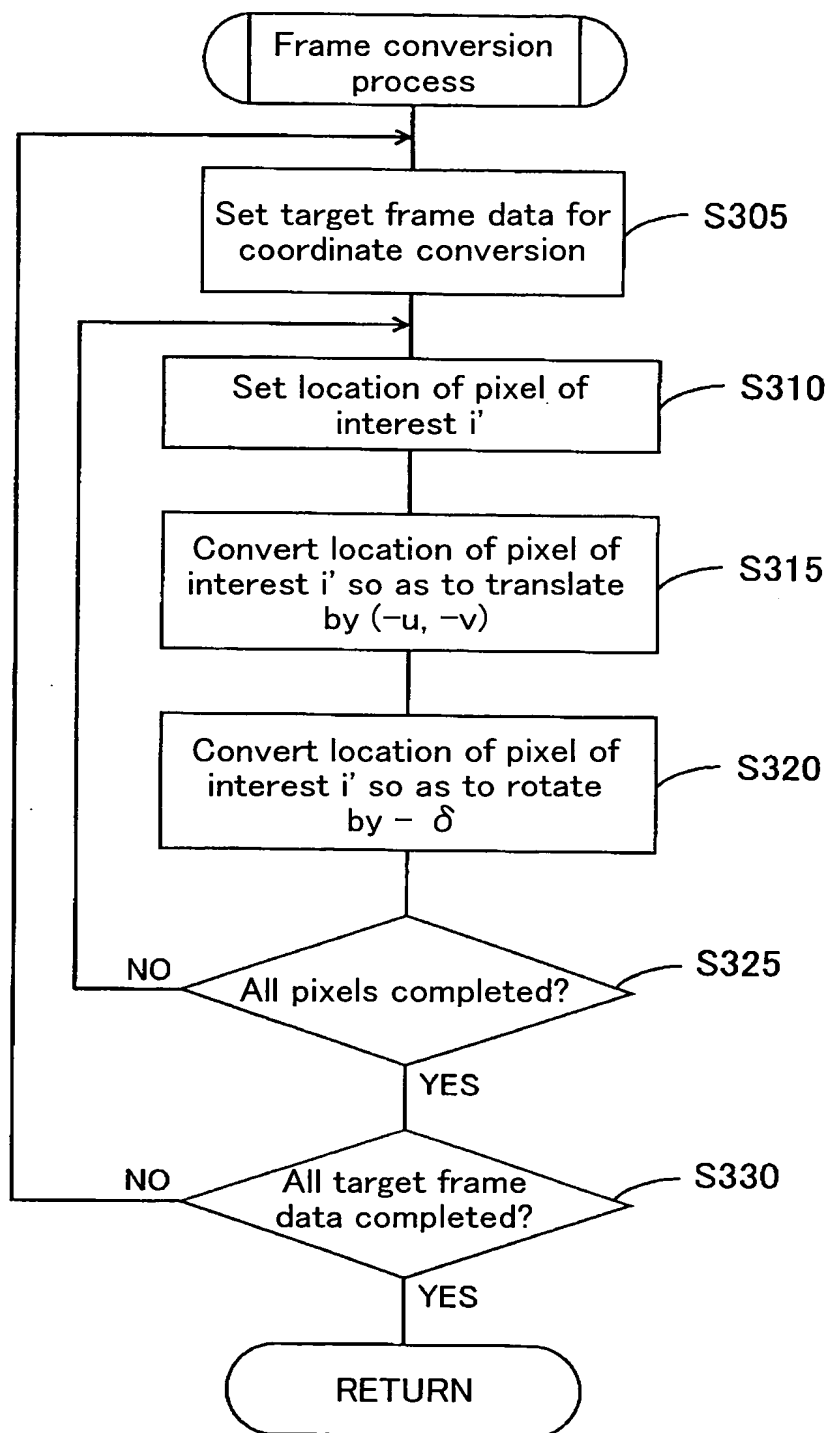 Frame conversion
process
Set target frame data for
coordinate conversion
S305
Set location of pixel of
interest i'
S310
Convert location of pixel of
interest i' so as to translate
by (-u, -v)
S315
Convert location of pixel of
interest i' so as to rotate
by - δ
S320
NO
All pixels completed?
S325
YES
NO
All target frame
data completed?
S330
YES
RETURN